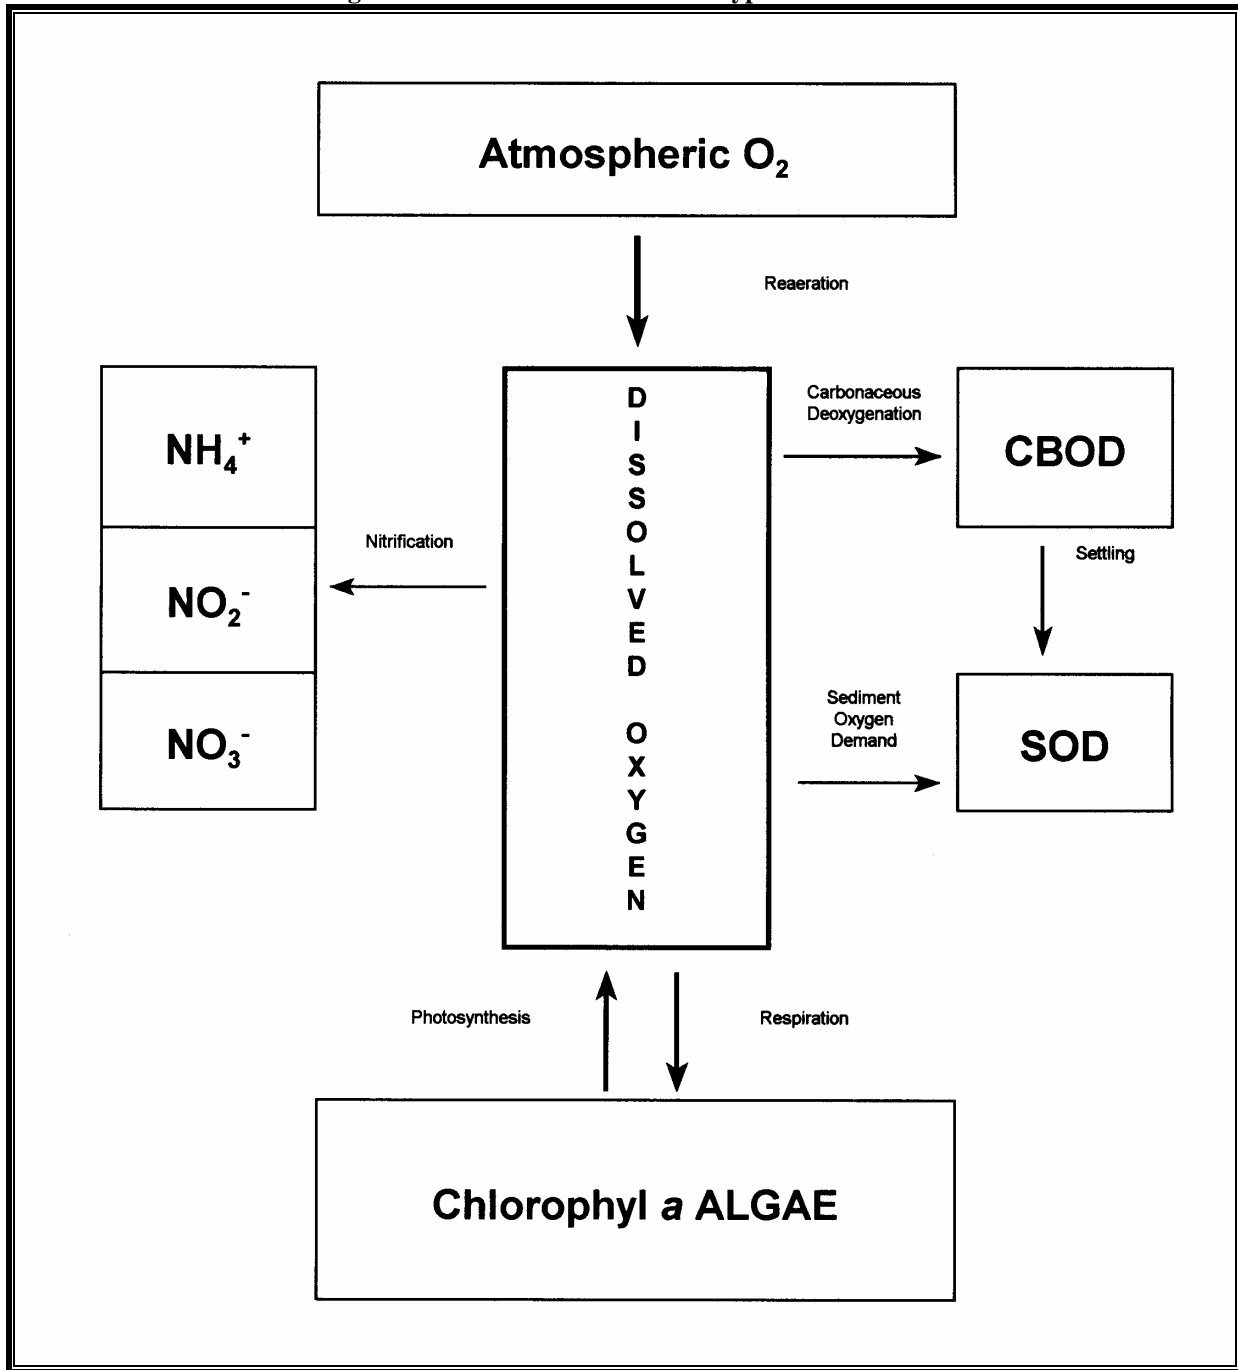 Atmospheric O₂
Reaeration
NH₄⁺
NO₂⁻
NO₃⁻
Nitrification
D
I
S
S
O
L
V
E
D
O
X
Y
G
E
N
Carbonaceous
Deoxygenation
CBOD
Settling
Sediment
Oxygen
Demand
SOD
Photosynthesis
Respiration
Chlorophyl a ALGAE